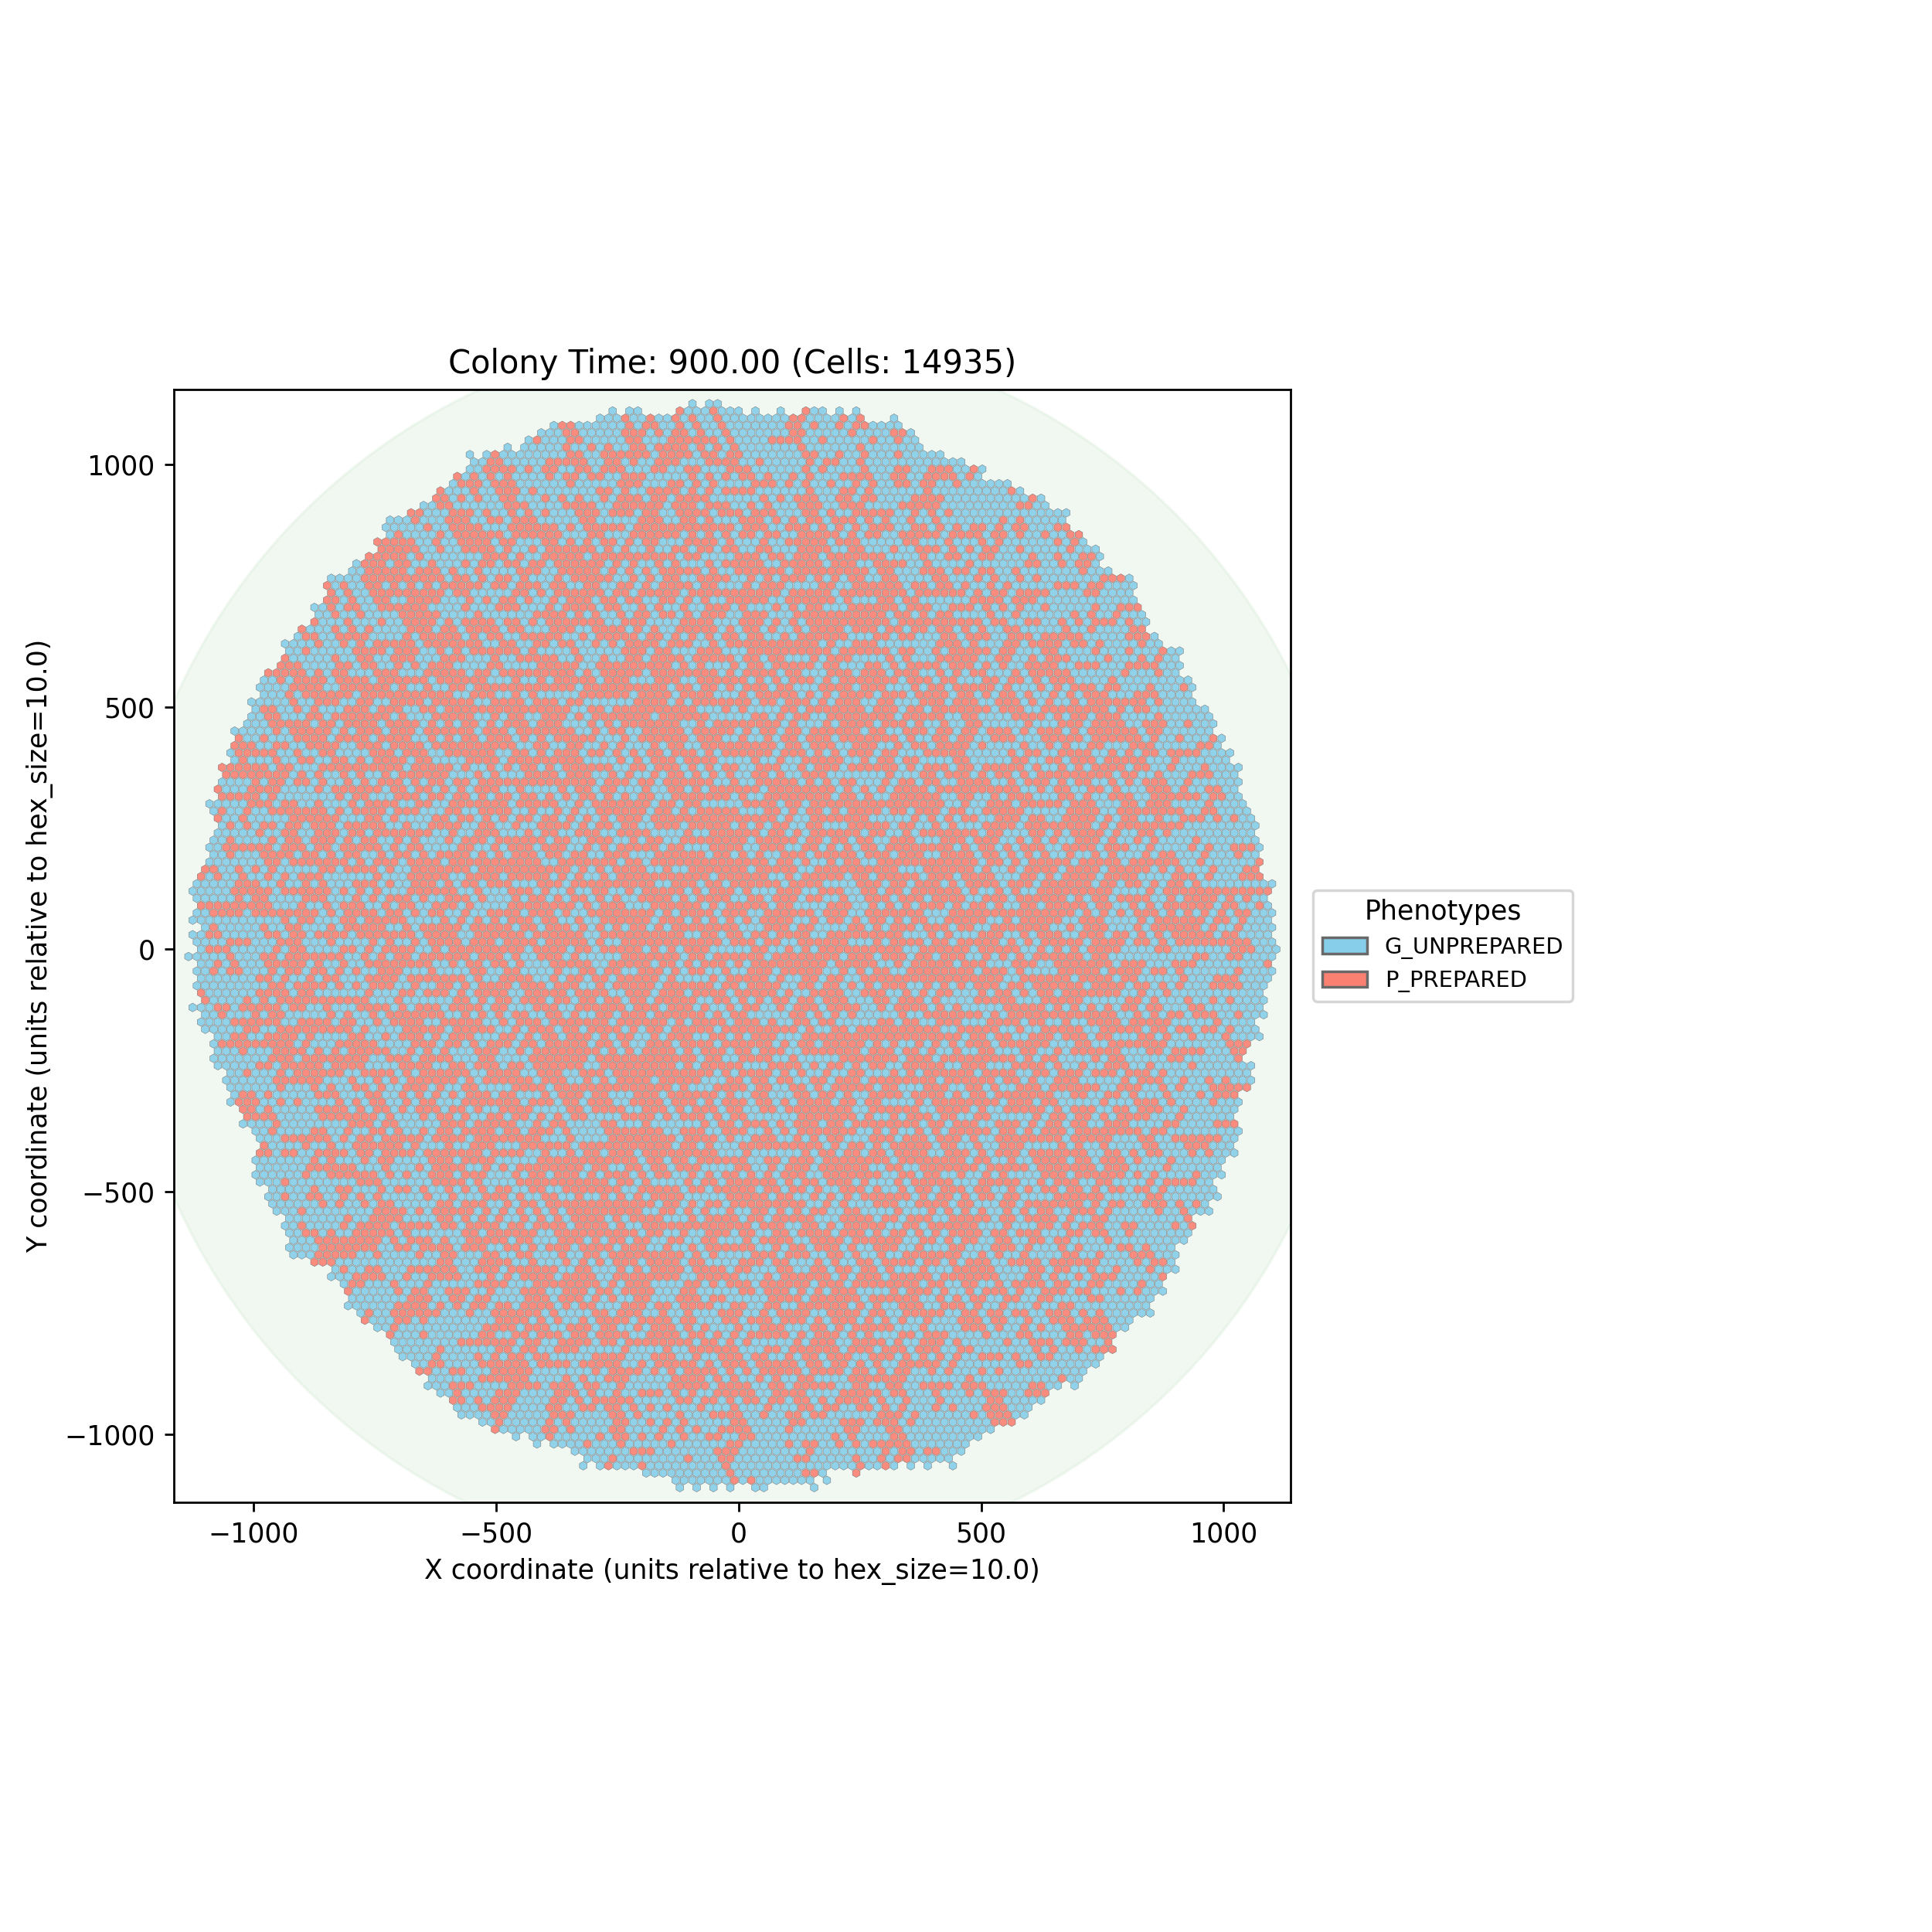 Colony Time: 900.00 (Cells: 14935)
Y coordinate (units relative to hex_size=10.0)
1000
500
0
−500
−1000
−1000
−500
0
500
1000
X coordinate (units relative to hex_size=10.0)
Phenotypes
G_UNPREPARED
P_PREPARED